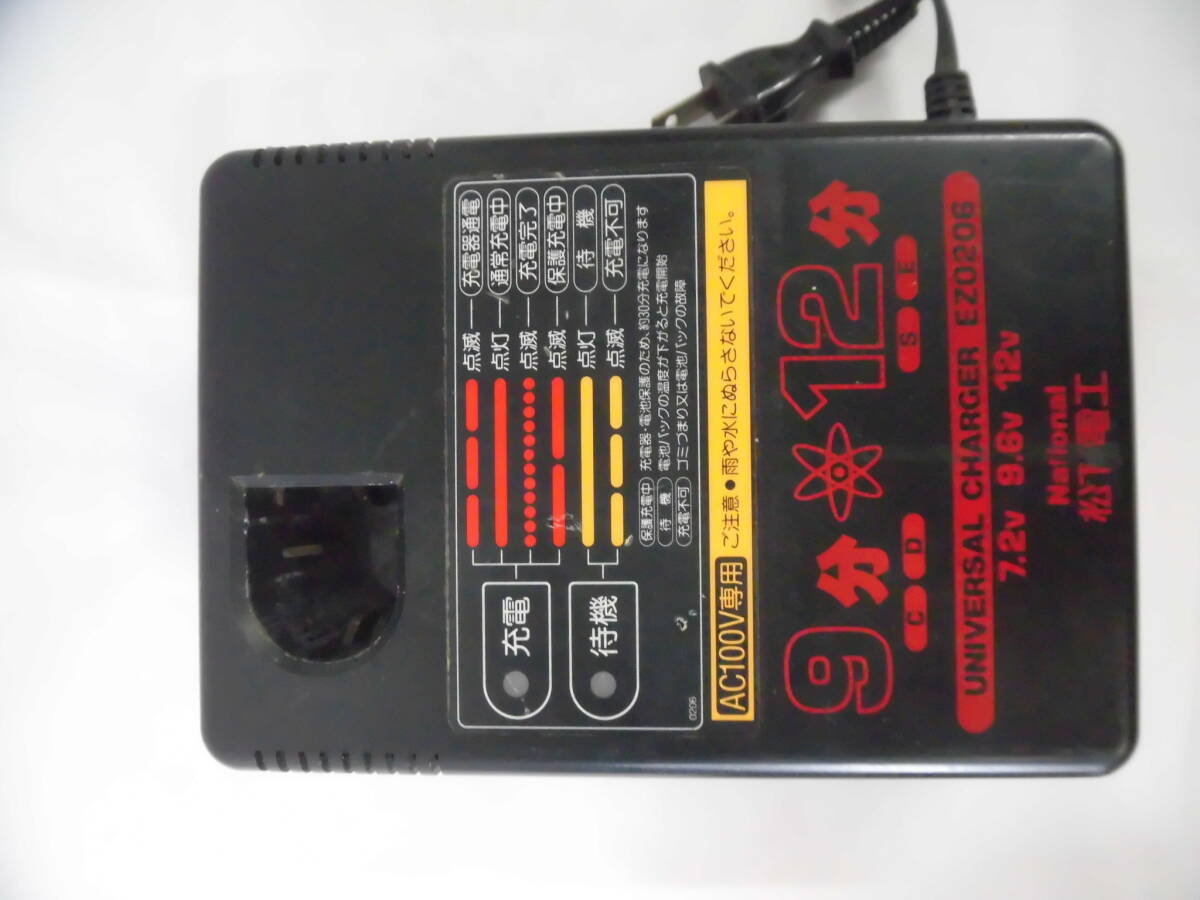 充電
待機
点滅 充電器通電
点灯 通常充電中
点滅 充電完了
点滅 保護充電中
点灯 待機
点滅 充電不可
保護充電中 充電器・電池保護のため、約30分充電になります
待機 電池パックの温度が下がると充電開始
充電不可 ゴミづまり又は電池パックの故障
0206
AC100V専用 ご注意●雨や水にぬらさないでください。
9分 12分
C D S E
UNIVERSAL CHARGER EZ0206
7.2v 9.6v 12v
National
松下電工